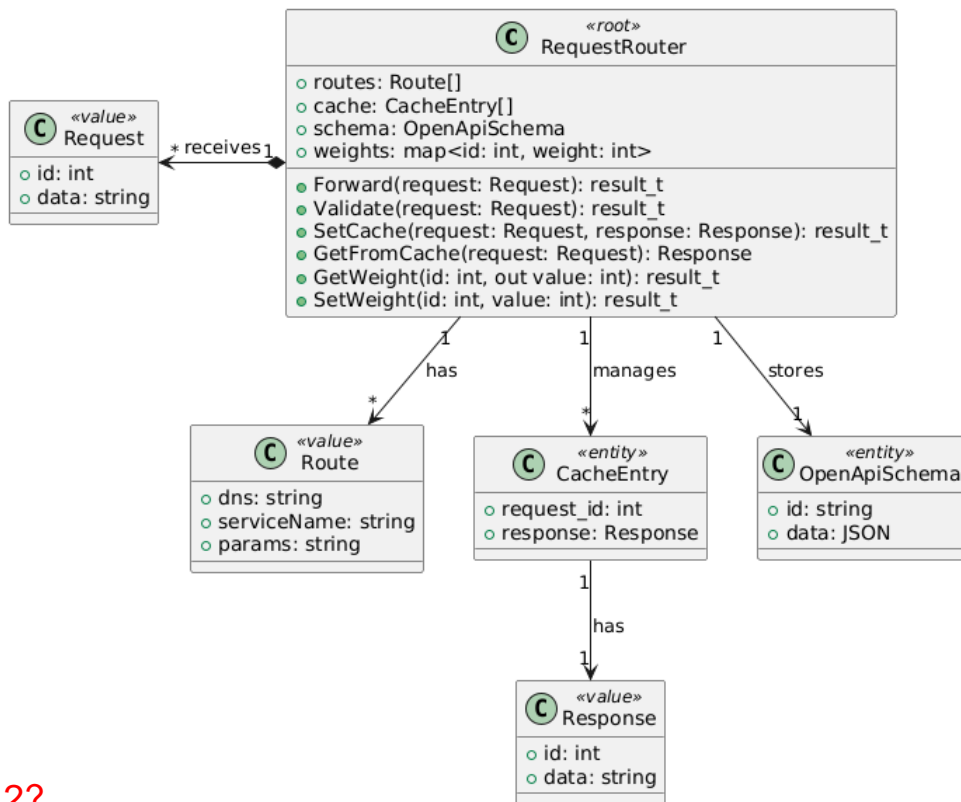 C «root»
RequestRouter
routes: Route[]
cache: CacheEntry[]
schema: OpenApiSchema
weights: map<id: int, weight: int>
Forward(request: Request): result_t
Validate(request: Request): result_t
SetCache(request: Request, response: Response): result_t
GetFromCache(request: Request): Response
GetWeight(id: int, out value: int): result_t
SetWeight(id: int, value: int): result_t
C «value»
Request
id: int
data: string
* receives 1
1
has
*
1
manages
*
1
stores
1
C «value»
Route
dns: string
serviceName: string
params: string
C «entity»
CacheEntry
request_id: int
response: Response
C «entity»
OpenApiSchema
id: string
data: JSON
1
has
1
C «value»
Response
id: int
data: string
2?